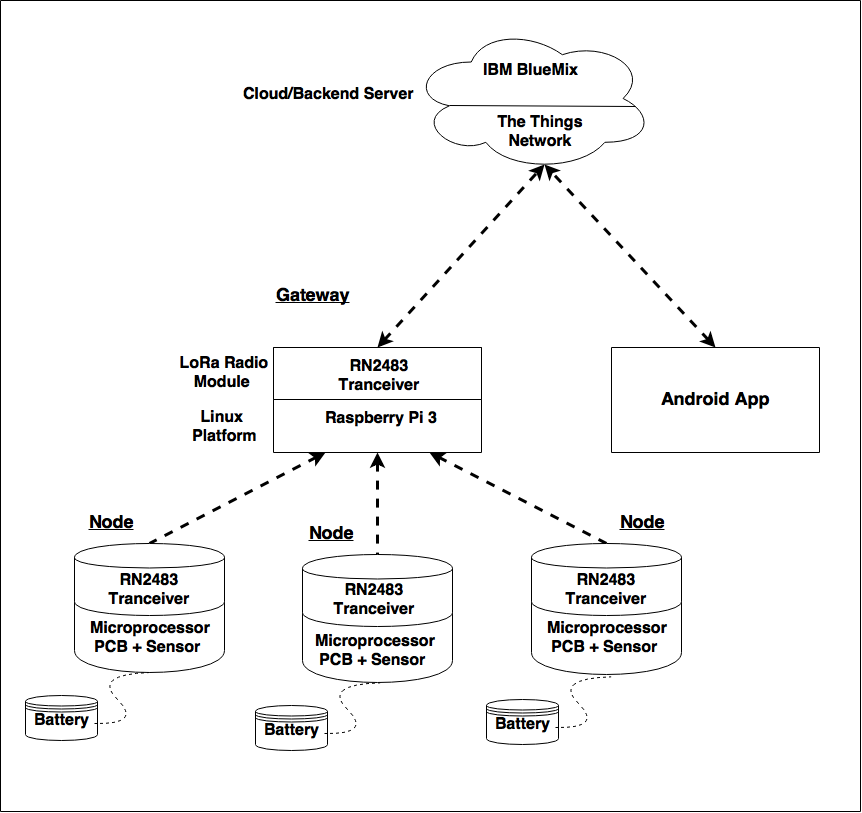 IBM BlueMix
Cloud/Backend Server
The Things
Network
Gateway
LoRa Radio
Module
RN2483
Tranceiver
Linux
Platform
Raspberry Pi 3
Android App
Node
RN2483
Tranceiver
Microprocessor
PCB + Sensor
Battery
Node
RN2483
Tranceiver
Microprocessor
PCB + Sensor
Battery
Node
RN2483
Tranceiver
Microprocessor
PCB + Sensor
Battery